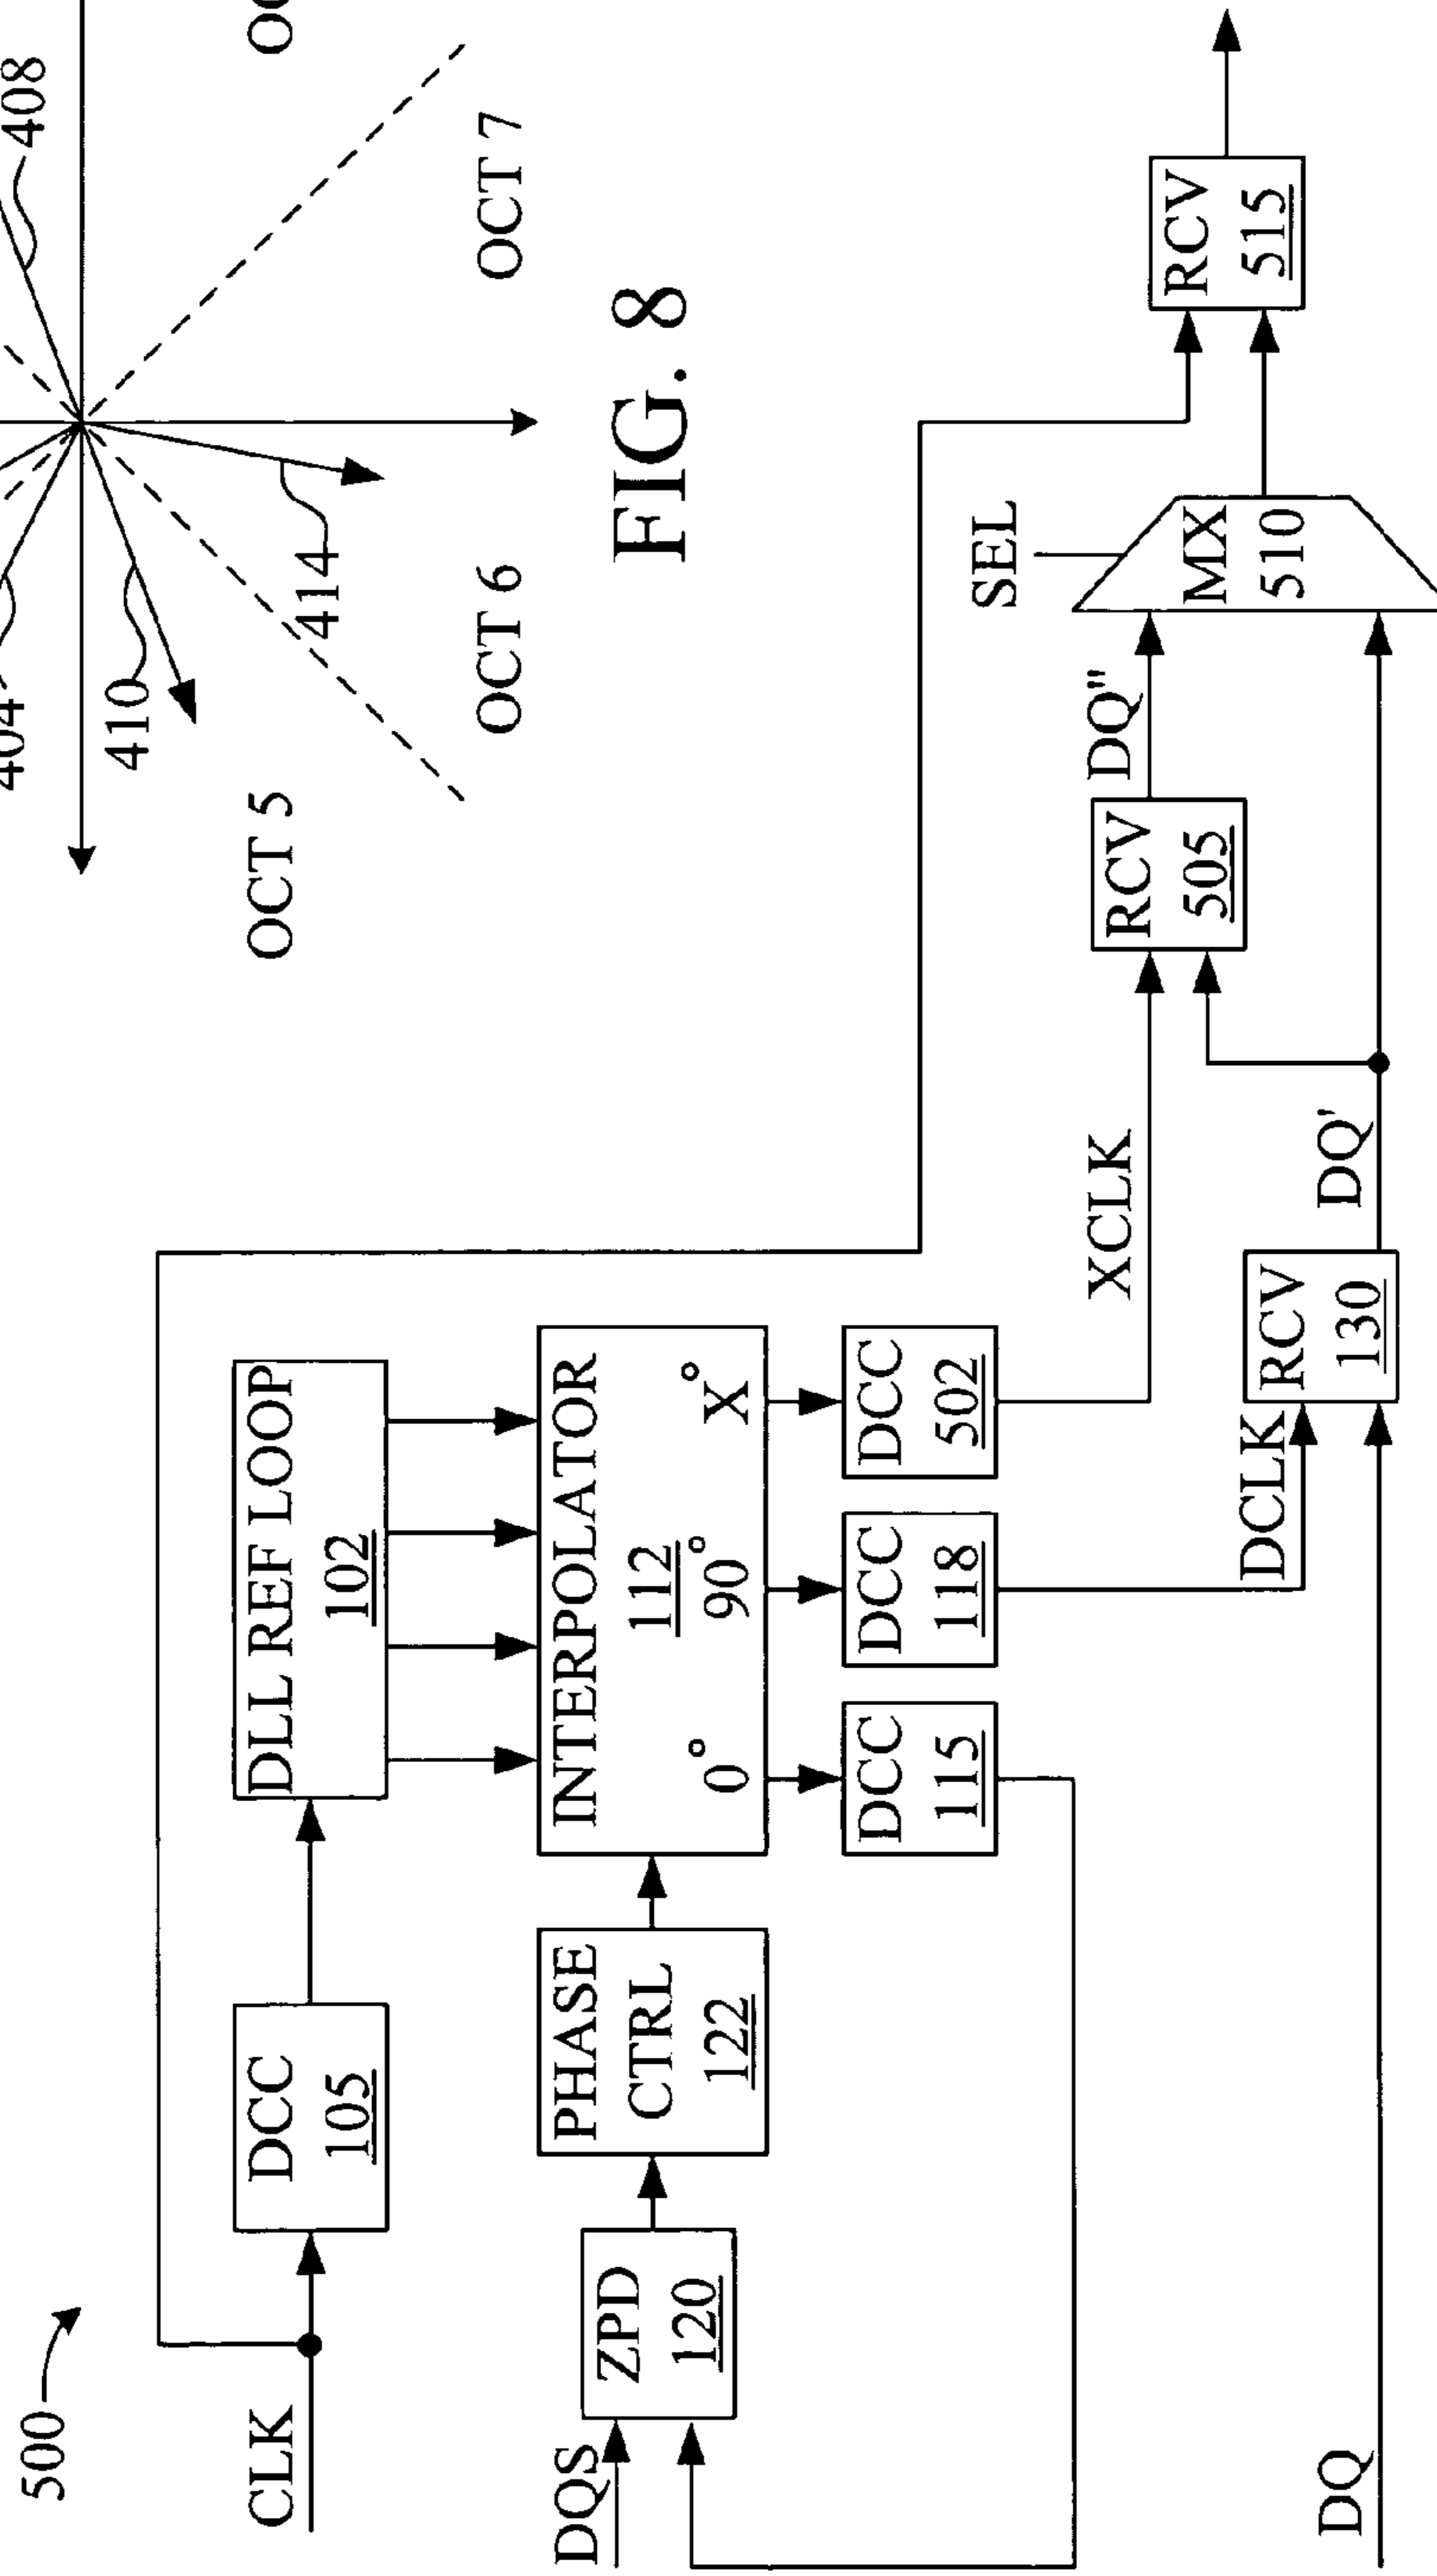 408
404
410
414
OCT 5
OCT 6
OCT 7
FIG. 8
500
CLK
DCC
105
DLL REF LOOP
102
DQS
ZPD
120
PHASE
CTRL
122
INTERPOLATOR
112
0° 90° X°
DCC
115
DCC
118
DCC
502
XCLK
DCLK
DQ
RCV
130
DQ'
RCV
505
DQ"
SEL
MX
510
RCV
515